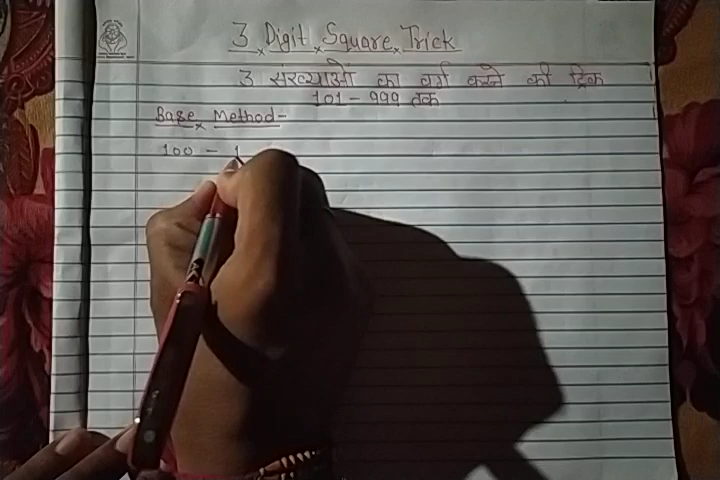 3 Digit Square Trick
3 संख्याओ का वर्ग करने की ट्रिक
101 - 999 तक
Base Method -
100 - 1